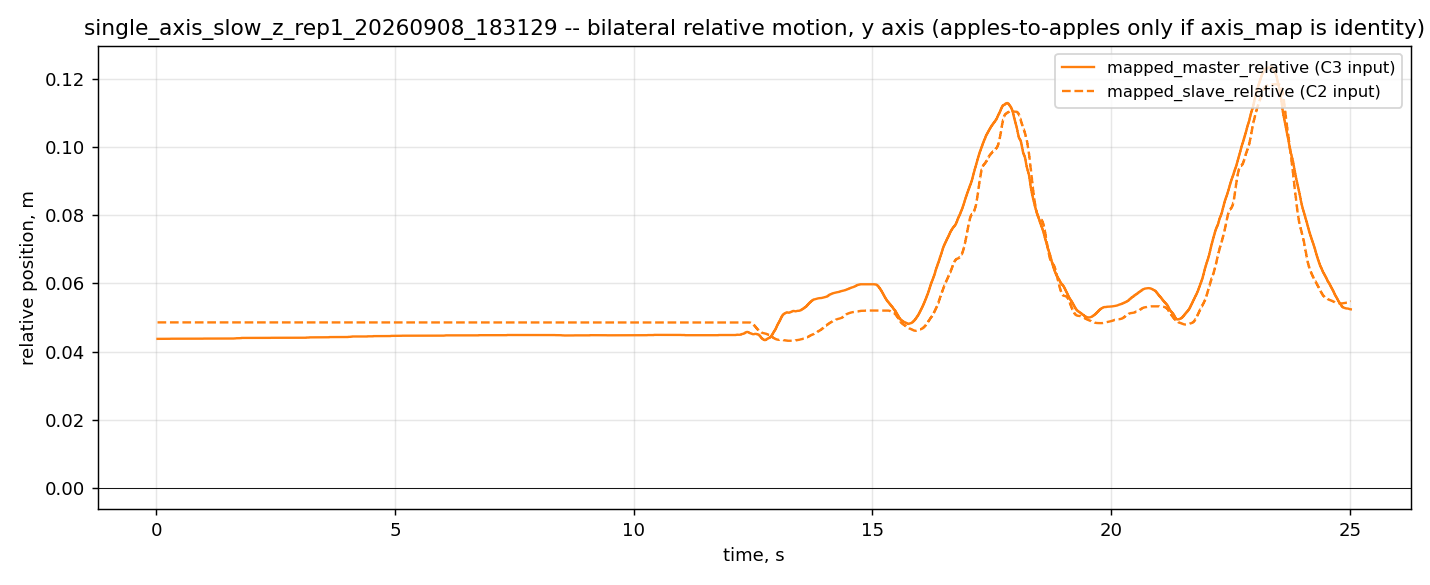 single_axis_slow_z_rep1_20260908_183129 -- bilateral relative motion, y axis (apples-to-apples only if axis_map is identity)
mapped_master_relative (C3 input)
mapped_slave_relative (C2 input)
relative position, m
0.12
0.10
0.08
0.06
0.04
0.02
0.00
0
5
10
15
20
25
time, s